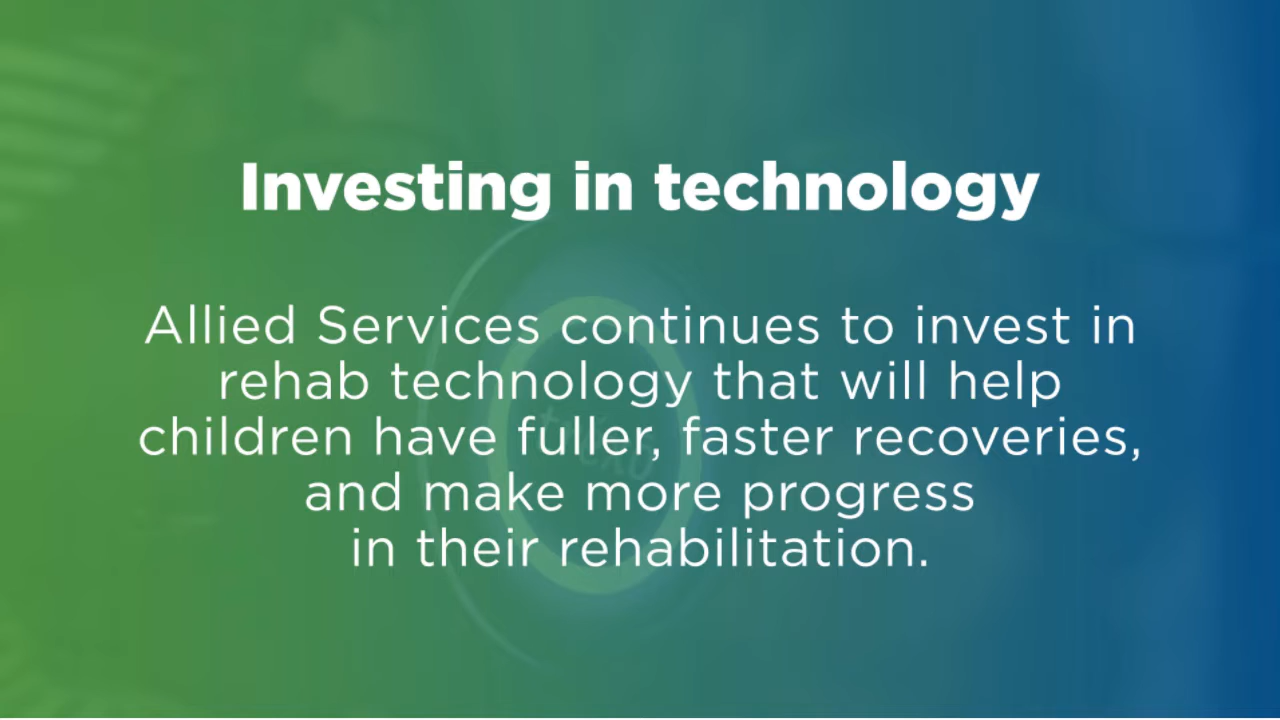 Investing in technology
Allied Services continues to invest in
rehab technology that will help
children have fuller, faster recoveries,
and make more progress
in their rehabilitation.